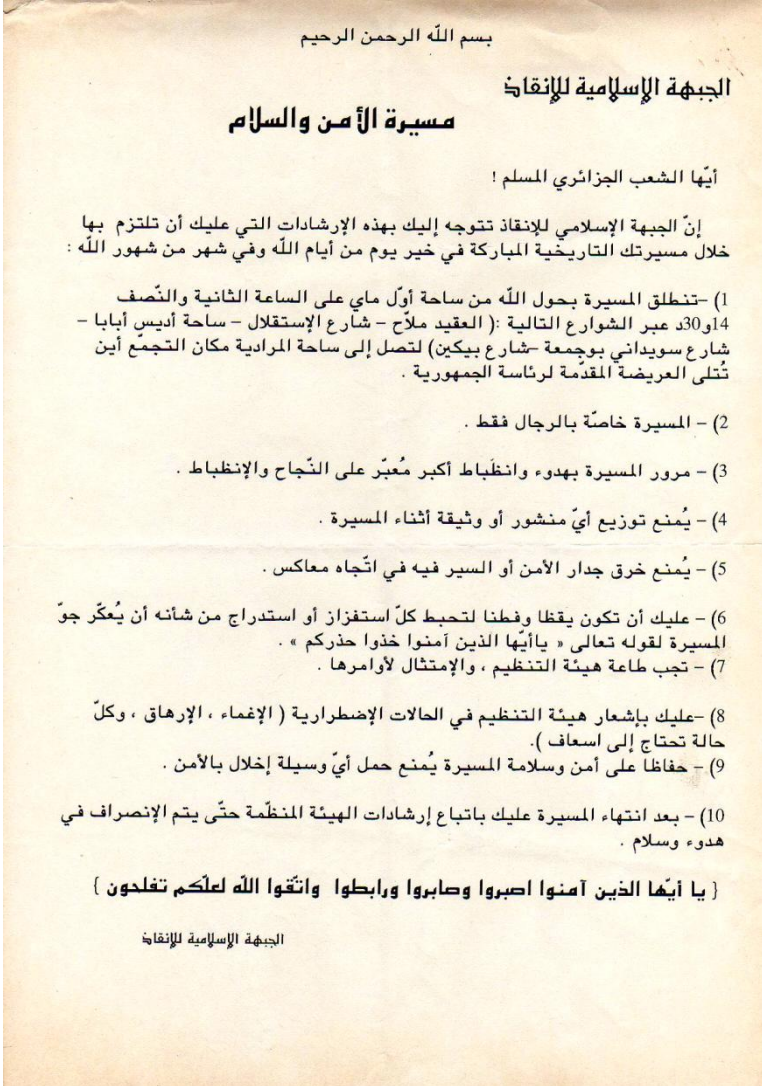 بسم اللّه الرحمن الرحيم
الجبهة الإسلامية للإنقاذ
مسيرة الأمن والسلام
أيّها الشعب الجزائري المسلم !
إنّ الجبهة الإسلامي للإنقاذ تتوجه إليك بهذه الإرشادات التي عليك أن تلتزم بها
خلال مسيرتك التاريخية المباركة في خير يوم من أيام اللّه وفي شهر من شهور اللّه :
1) –تنطلق المسيرة بحول اللّه من ساحة أوّل ماي على الساعة الثانية والنّصف
14و30د عبر الشوارع التالية :( العقيد ملاّح – شارع الإستقلال – ساحة أديس أبابا –
شارع سويداني بوجمعة –شارع بيكين) لتصل إلى ساحة المرادية مكان التجمّع أين
تُتلى العريضة المقدّمة لرئاسة الجمهورية .
2) – المسيرة خاصّة بالرجال فقط .
3) – مرور المسيرة بهدوء وانظَباط أكبر مُعبّر على النّجاح والإنظباط .
4) – يُمنع توزيع أيّ منشور أو وثيقة أثناء المسيرة .
5) – يُمنع خرق جدار الأمن أو السير فيه في اتّجاه معاكس .
6) – عليك أن تكون يقظا وفطنا لتحبط كلّ استفزاز أو استدراج من شأنه أن يُعكّر جوّ
المسيرة لقوله تعالى « ياأيّها الذين آمنوا خذوا حذركم » .
7) – تجب طاعة هيئة التنظيم ، والإمتثال لأوامرها .
8) –عليك بإشعار هيئة التنظيم في الحالات الإضطرارية ( الإغماء ، الإرهاق ، وكلّ
حالة تحتاج إلى اسعاف ).
9) – حفاظا على أمن وسلامة المسيرة يُمنع حمل أيّ وسيلة إخلال بالأمن .
10) – بعد انتهاء المسيرة عليك باتباع إرشادات الهيئة المنظّمة حتّى يتم الإنصراف في
هدوء وسلام .
{ يا أيّها الذين آمنوا اصبروا وصابروا ورابطوا واتّقوا اللّه لعلّكم تفلحون }
الجبهة الإسلامية للإنقاذ